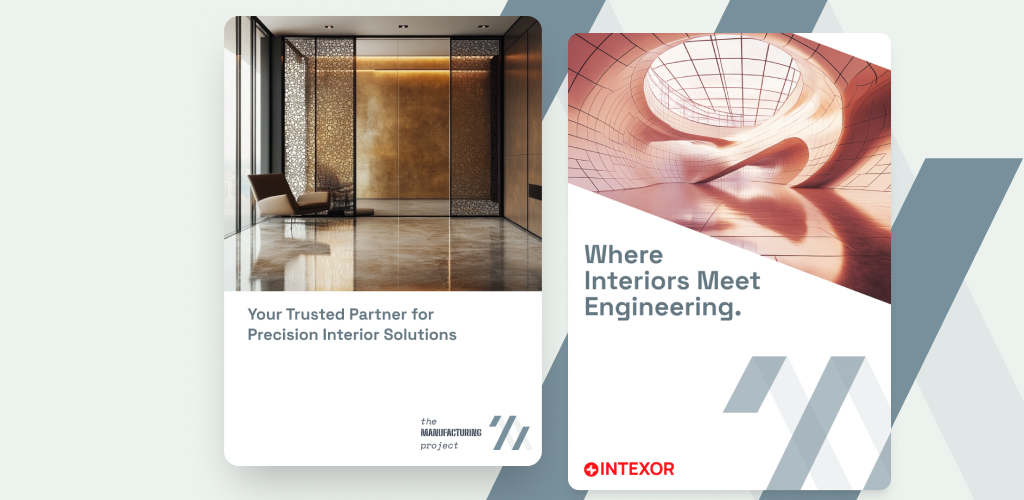 Your Trusted Partner for
Precision Interior Solutions
the
MANUFACTURING
project
Where
Interiors Meet
Engineering.
INTEXOR